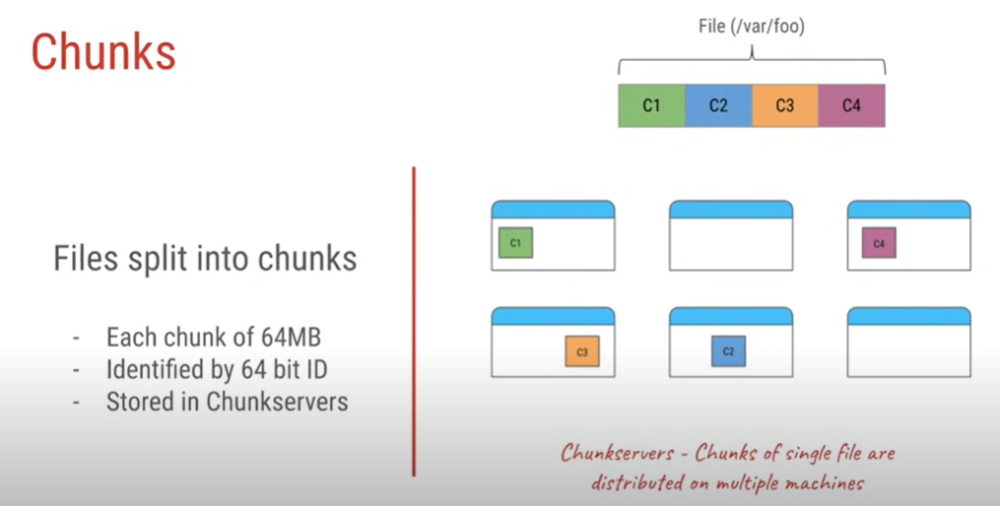 Chunks
File (/var/foo)
C1 C2 C3 C4
Files split into chunks
- Each chunk of 64MB
- Identified by 64 bit ID
- Stored in Chunkservers
C1
C4
C3
C2
Chunkservers - Chunks of single file are
distributed on multiple machines